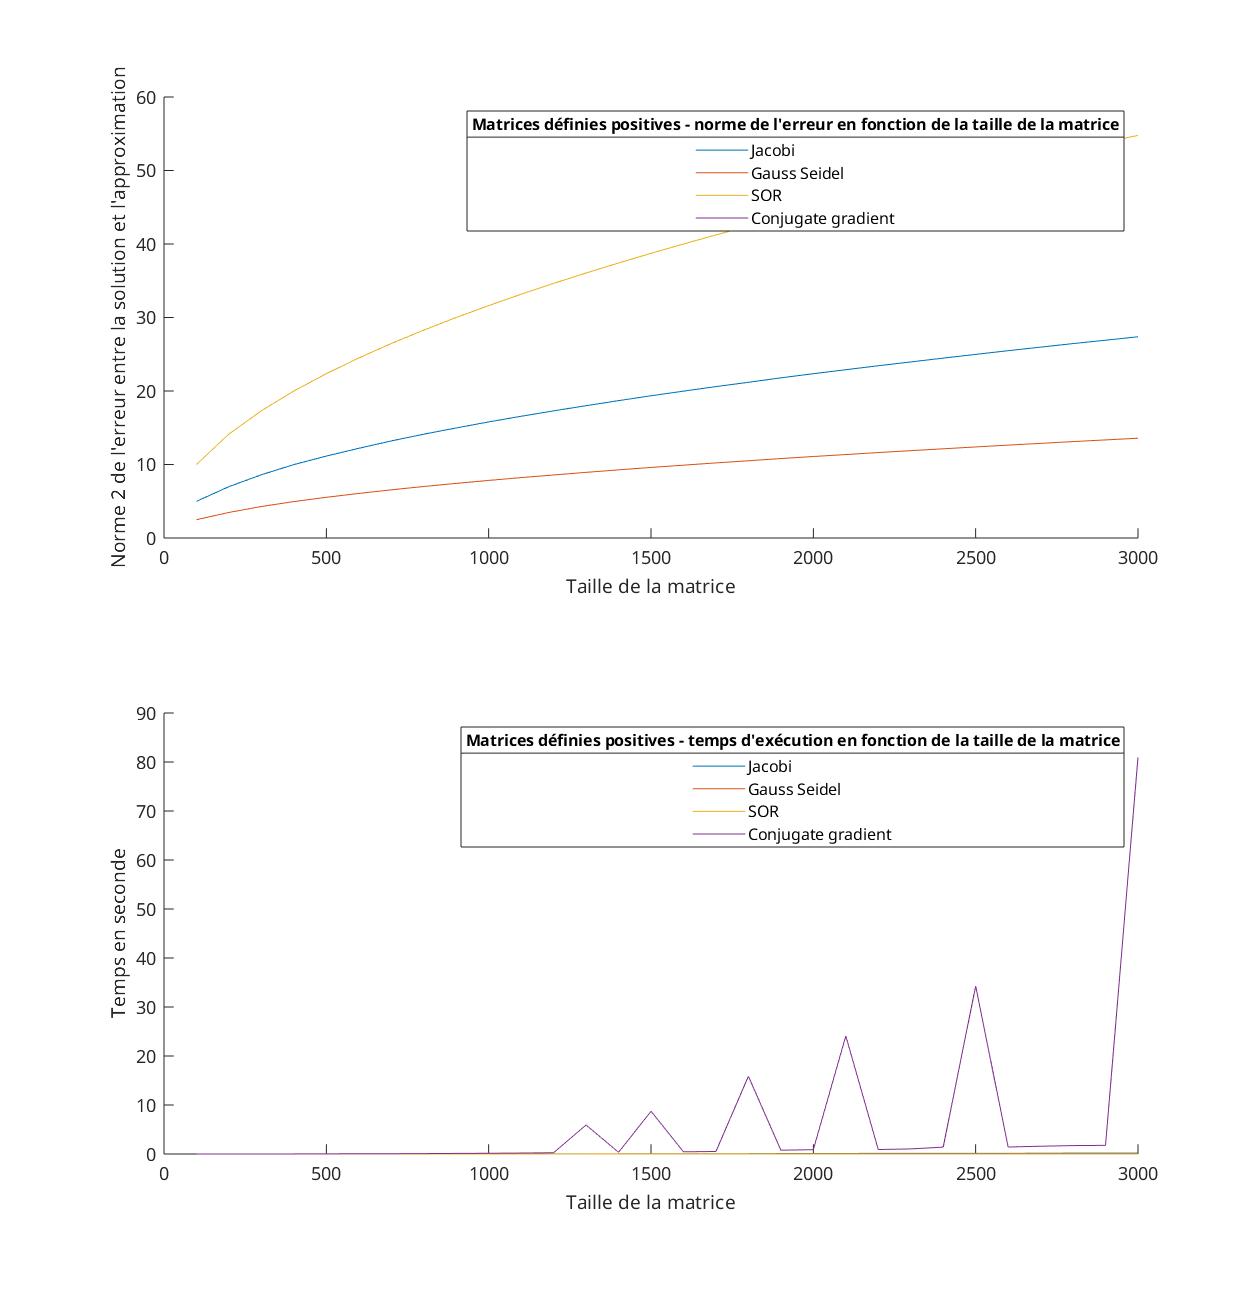 Norme 2 de l'erreur entre la solution et l'approximation
60
50
40
30
20
10
0
Matrices définies positives - norme de l'erreur en fonction de la taille de la matrice
Jacobi
Gauss Seidel
SOR
Conjugate gradient
0 500 1000 1500 2000 2500 3000
Taille de la matrice
Temps en seconde
90
80
70
60
50
40
30
20
10
0
Matrices définies positives - temps d'exécution en fonction de la taille de la matrice
Jacobi
Gauss Seidel
SOR
Conjugate gradient
0 500 1000 1500 2000 2500 3000
Taille de la matrice